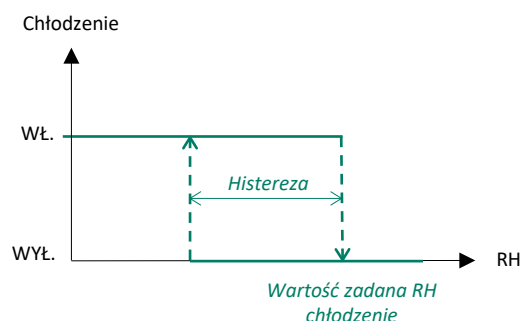 Chłodzenie
WŁ.
Histereza
WYŁ.
RH
Wartość zadana RH
chłodzenie